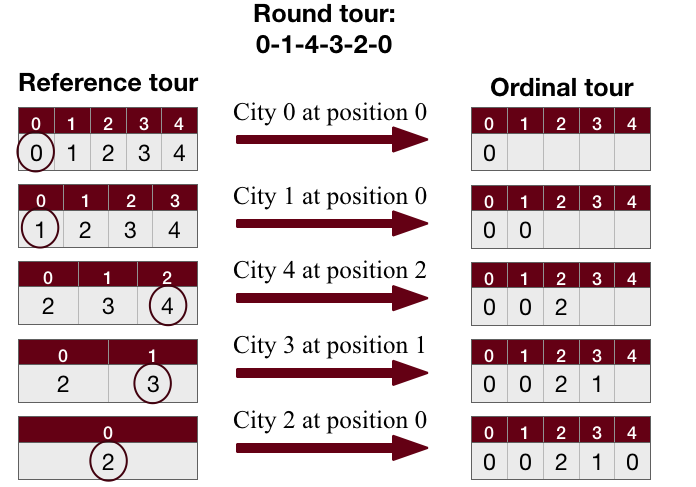 Round tour:
0-1-4-3-2-0
Reference tour
Ordinal tour
0 1 2 3 4
0 1 2 3 4
City 0 at position 0
0 1 2 3 4
0
0 1 2 3
1 2 3 4
City 1 at position 0
0 1 2 3 4
0 0
0 1 2
2 3 4
City 4 at position 2
0 1 2 3 4
0 0 2
0 1
2 3
City 3 at position 1
0 1 2 3 4
0 0 2 1
0
2
City 2 at position 0
0 1 2 3 4
0 0 2 1 0